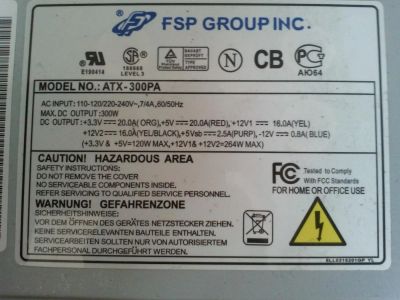 FSP GROUP INC.
E190414
LEVEL 3
N
CB
АЮ64
MODEL NO.: ATX-300PA
AC INPUT: 110-120/220-240V~,7/4A,60/50Hz
MAX. DC OUTPUT: 300W
DC OUTPUT: +3.3V ⎓ 20.0A( ORG),+5V ⎓ 20.0A(RED),+12V1 ⎓ 16.0A(YEL)
+12V2 ⎓ 16.0A(YEL/BLACK),+5Vsb ⎓ 2.5A(PURPLE),-12V ⎓ 0.8A( BLUE)
(+3.3V & +5V=120W MAX,+12V1& +12V2=264W MAX)
CAUTION! HAZARDOUS AREA
SAFETY INSTRUCTIONS:
DO NOT REMOVE THE COVER
NO SERVICEABLE COMPONENTS INSIDE.
REFER SERVICING TO QUALIFIED SERVICE PERSONNEL.
FCC Tested To Comply
With FCC Standards
FOR HOME OR OFFICE USE
WARNUNG! GEFAHRENZONE
SICHERHEITSHINWEISE:
VOR DEM ÖFFNEN DES GERÄTES NETZSTECKER ZIEHEN.
KEINE SERVICERELEVANTEN BAUTEILE ENTHALTEN.
SERVICEARBEITEN SOLLTEN NUR VON AUTORISIERTEM
FACHPERSONAL DURCHGEFÜHRT WERDEN.